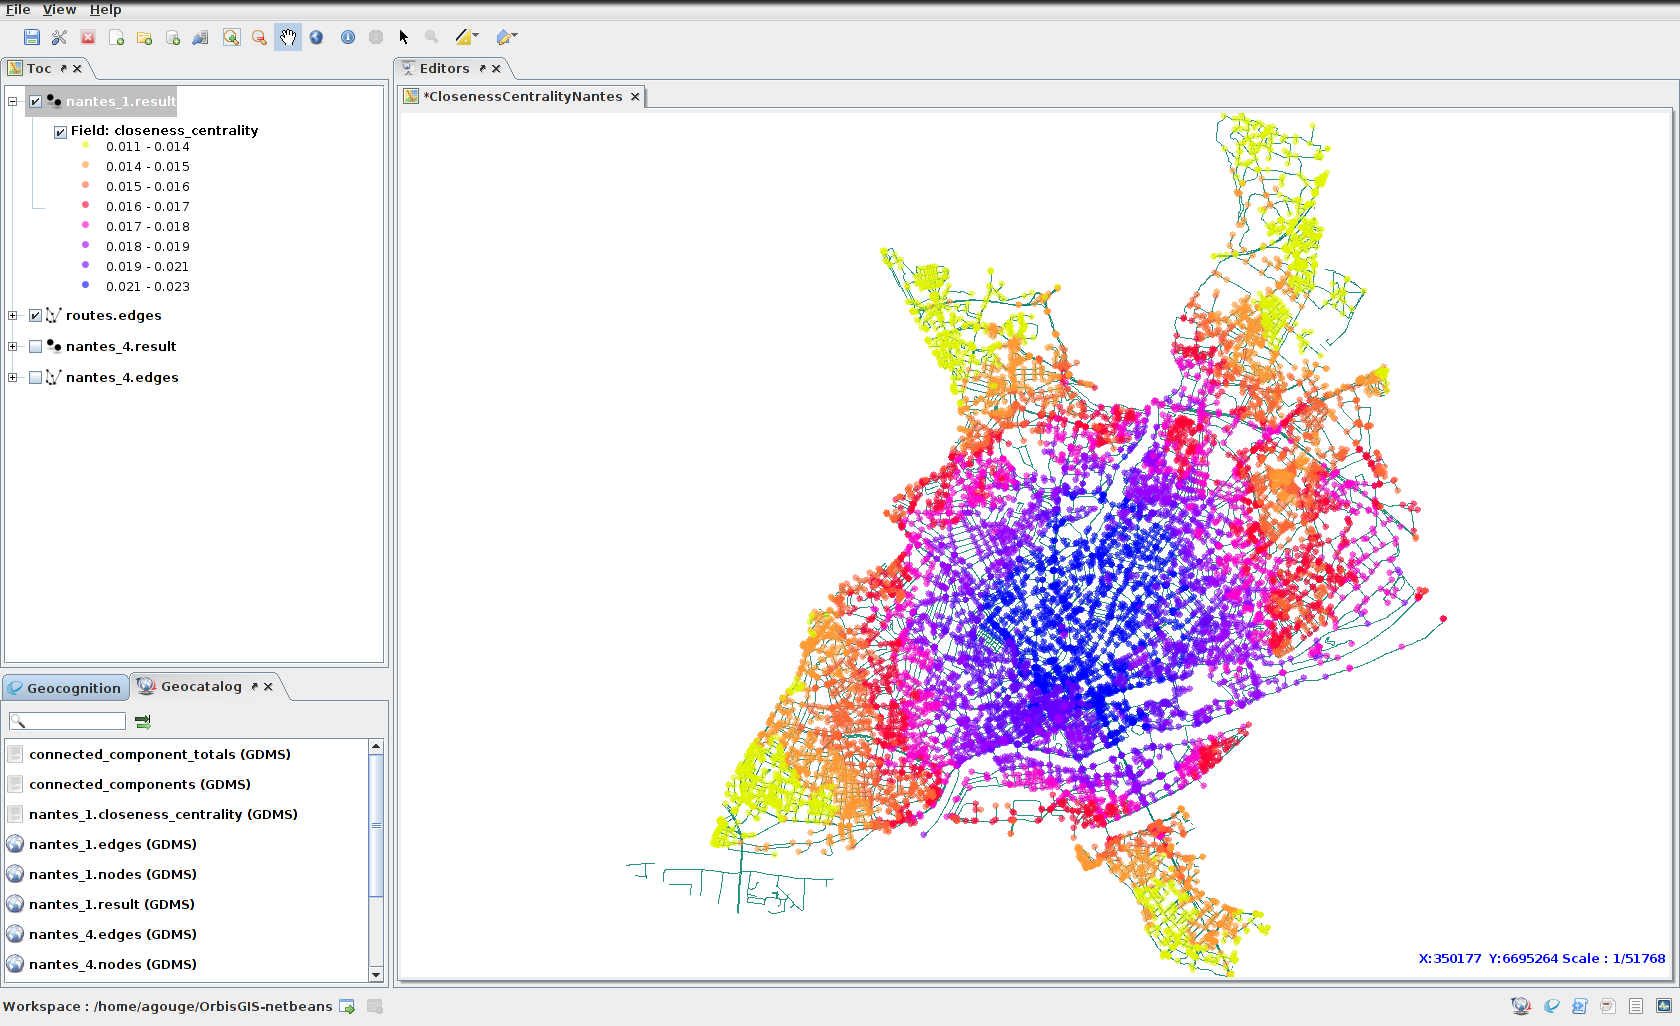 File View Help
Toc
nantes_1.result
Field: closeness_centrality
0.011 - 0.014
0.014 - 0.015
0.015 - 0.016
0.016 - 0.017
0.017 - 0.018
0.018 - 0.019
0.019 - 0.021
0.021 - 0.023
routes.edges
nantes_4.result
nantes_4.edges
Geocognition
Geocatalog
connected_component_totals (GDMS)
connected_components (GDMS)
nantes_1.closeness_centrality (GDMS)
nantes_1.edges (GDMS)
nantes_1.nodes (GDMS)
nantes_1.result (GDMS)
nantes_4.edges (GDMS)
nantes_4.nodes (GDMS)
Editors
*ClosenessCentralityNantes
X:350177 Y:6695264 Scale : 1/51768
Workspace : /home/agouge/OrbisGIS-netbeans